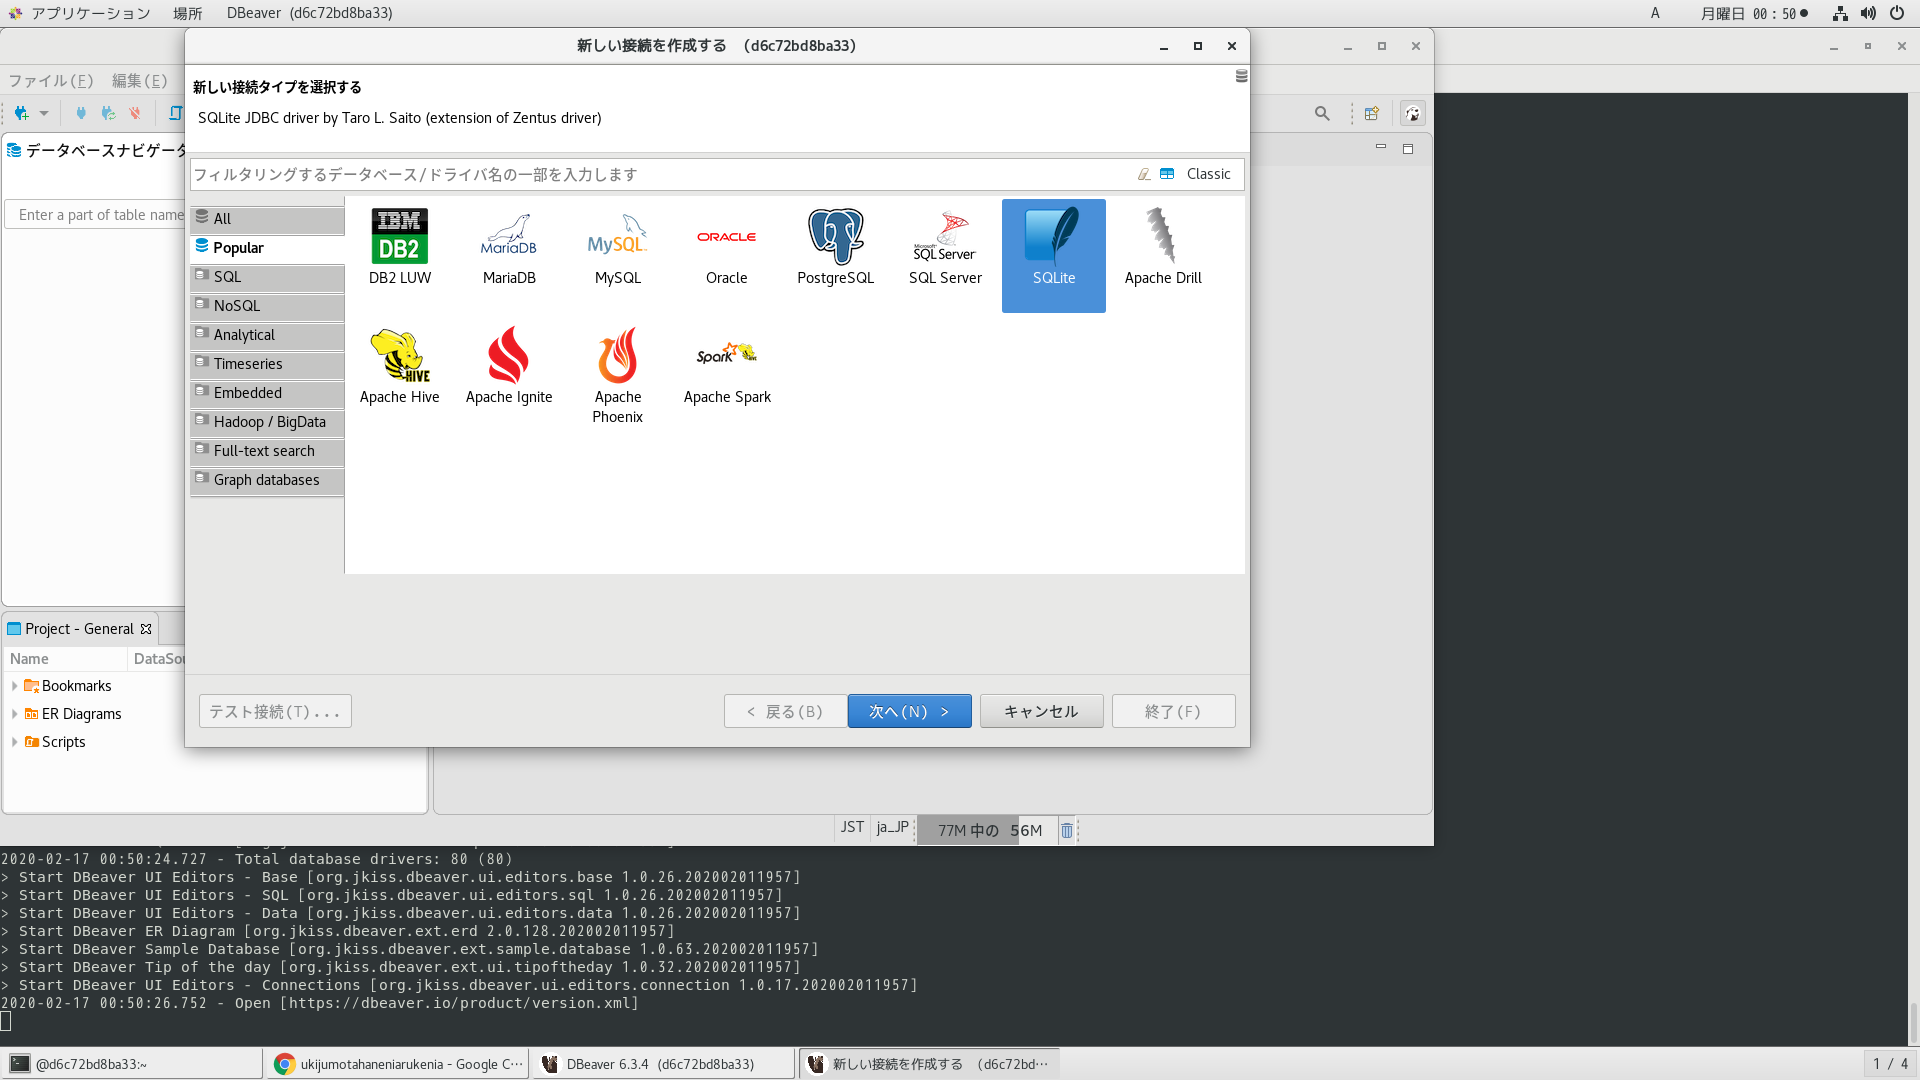 アプリケーション 場所 DBeaver (d6c72bd8ba33) A 月曜日 00:50
新しい接続を作成する (d6c72bd8ba33)
ファイル(F) 編集(E)
新しい接続タイプを選択する
SQLite JDBC driver by Taro L. Saito (extension of Zentus driver)
データベースナビゲータ
フィルタリングするデータベース/ドライバ名の一部を入力します Classic
Enter a part of table name
All
Popular
SQL
NoSQL
Analytical
Timeseries
Embedded
Hadoop / BigData
Full-text search
Graph databases
IBM
DB2
MariaDB
MySQL
ORACLE
Microsoft
SQL Server
DB2 LUW MariaDB MySQL Oracle PostgreSQL SQL Server SQLite Apache Drill
HIVE
Spark
Apache Hive Apache Ignite Apache Phoenix Apache Spark
Project - General
Name DataSou
Bookmarks
ER Diagrams
Scripts
テスト接続(T)... < 戻る(B) 次へ(N) > キャンセル 終了(F)
JST ja_JP 77M 中の 56M
2020-02-17 00:50:24.727 - Total database drivers: 80 (80)
> Start DBeaver UI Editors - Base [org.jkiss.dbeaver.ui.editors.base 1.0.26.202002011957]
> Start DBeaver UI Editors - SQL [org.jkiss.dbeaver.ui.editors.sql 1.0.26.202002011957]
> Start DBeaver UI Editors - Data [org.jkiss.dbeaver.ui.editors.data 1.0.26.202002011957]
> Start DBeaver ER Diagram [org.jkiss.dbeaver.ext.erd 2.0.128.202002011957]
> Start DBeaver Sample Database [org.jkiss.dbeaver.ext.sample.database 1.0.63.202002011957]
> Start DBeaver Tip of the day [org.jkiss.dbeaver.ext.ui.tipoftheday 1.0.32.202002011957]
> Start DBeaver UI Editors - Connections [org.jkiss.dbeaver.ui.editors.connection 1.0.17.202002011957]
2020-02-17 00:50:26.752 - Open [https://dbeaver.io/product/version.xml]
@d6c72bd8ba33:~ ukijumotahaneniarukenia - Google C… DBeaver 6.3.4 (d6c72bd8ba33) 新しい接続を作成する (d6c72bd… 1 / 4